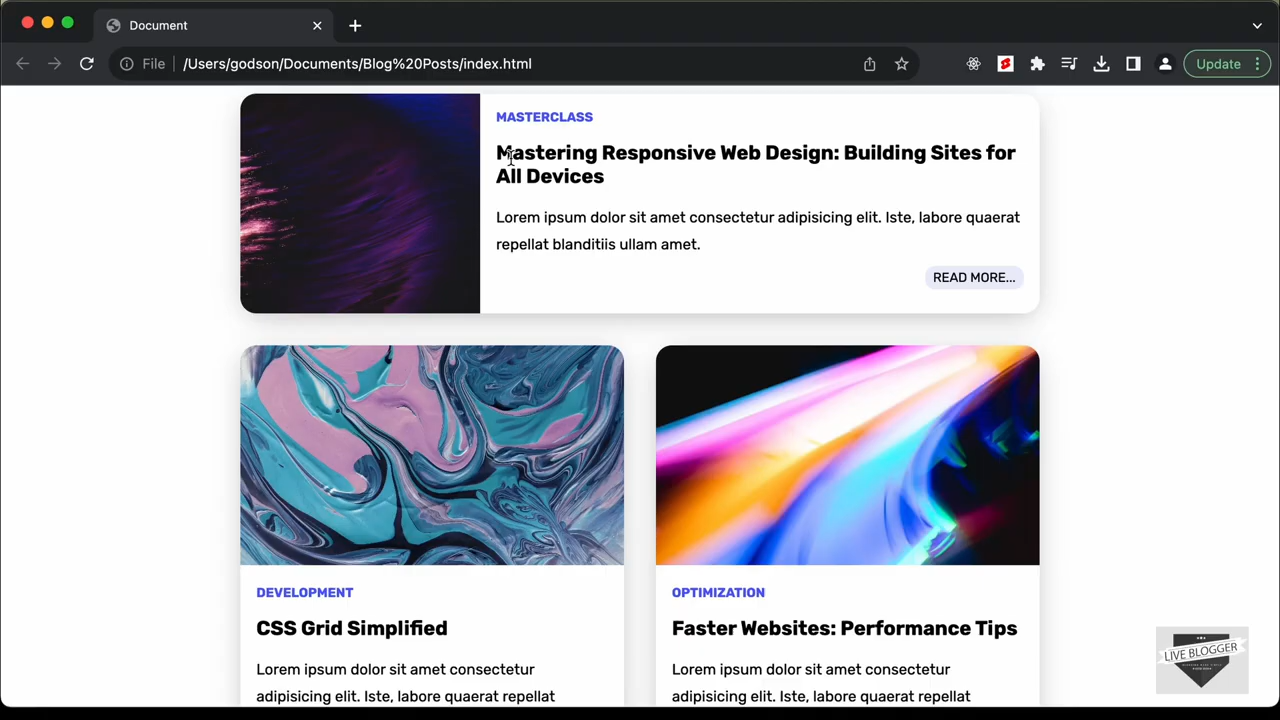 Document
File
/Users/godson/Documents/Blog%20Posts/index.html
Update
MASTERCLASS
Mastering Responsive Web Design: Building Sites for
All Devices
Lorem ipsum dolor sit amet consectetur adipisicing elit. Iste, labore quaerat
repellat blanditiis ullam amet.
READ MORE...
DEVELOPMENT
CSS Grid Simplified
Lorem ipsum dolor sit amet consectetur
adipisicing elit. Iste, labore quaerat repellat
OPTIMIZATION
Faster Websites: Performance Tips
Lorem ipsum dolor sit amet consectetur
adipisicing elit. Iste, labore quaerat repellat
LIVE BLOGGER